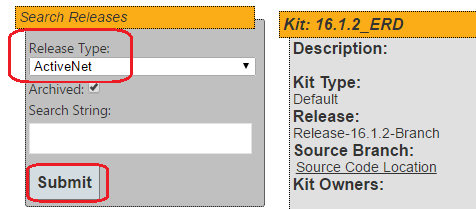 Search Releases
Release Type:
ActiveNet
Archived:
Search String:
Submit
Kit: 16.1.2_ERD
Description:
Kit Type:
Default
Release:
Release-16.1.2-Branch
Source Branch:
Source Code Location
Kit Owners: